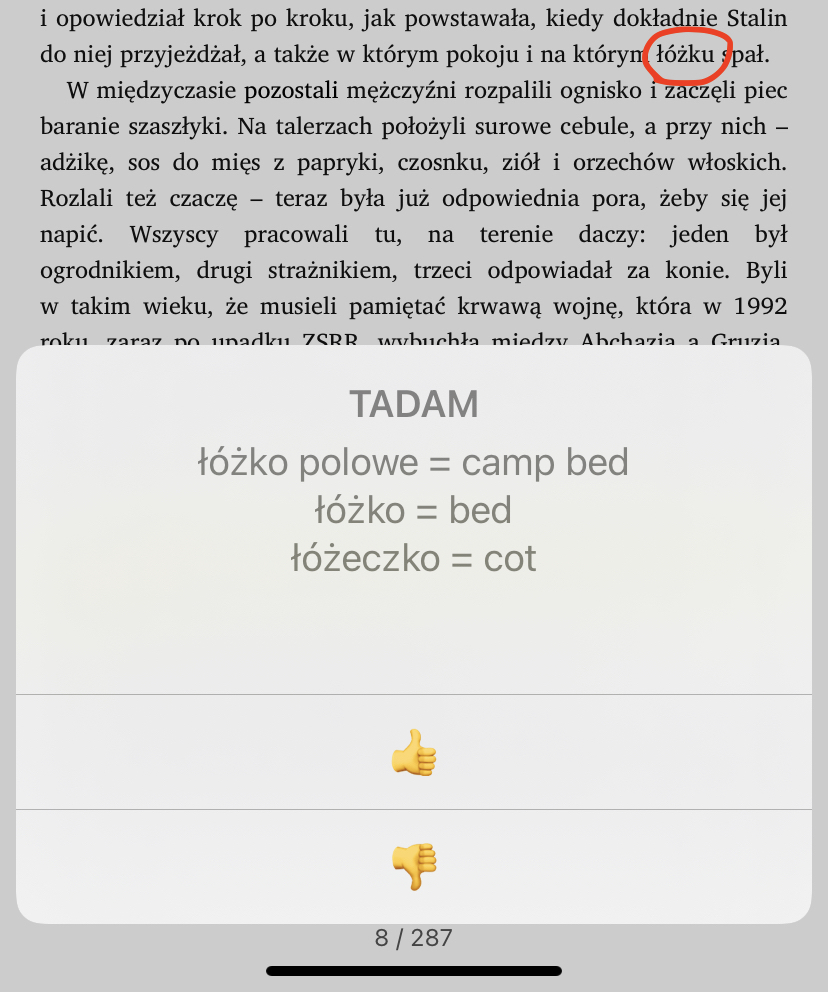 i opowiedział krok po kroku, jak powstawała, kiedy dokładnie Stalin
do niej przyjeżdżał, a także w którym pokoju i na którym łóżku spał.
W międzyczasie pozostali mężczyźni rozpalili ognisko i zaczęli piec
baranie szaszłyki. Na talerzach położyli surowe cebule, a przy nich –
adżikę, sos do mięs z papryki, czosnku, ziół i orzechów włoskich.
Rozlali też czaczę – teraz była już odpowiednia pora, żeby się jej
napić. Wszyscy pracowali tu, na terenie daczy: jeden był
ogrodnikiem, drugi strażnikiem, trzeci odpowiadał za konie. Byli
w takim wieku, że musieli pamiętać krwawą wojnę, która w 1992
roku, zaraz po upadku ZSRR, wybuchła między Abchazją a Gruzją.
TADAM
łóżko polowe = camp bed
łóżko = bed
łóżeczko = cot
8 / 287